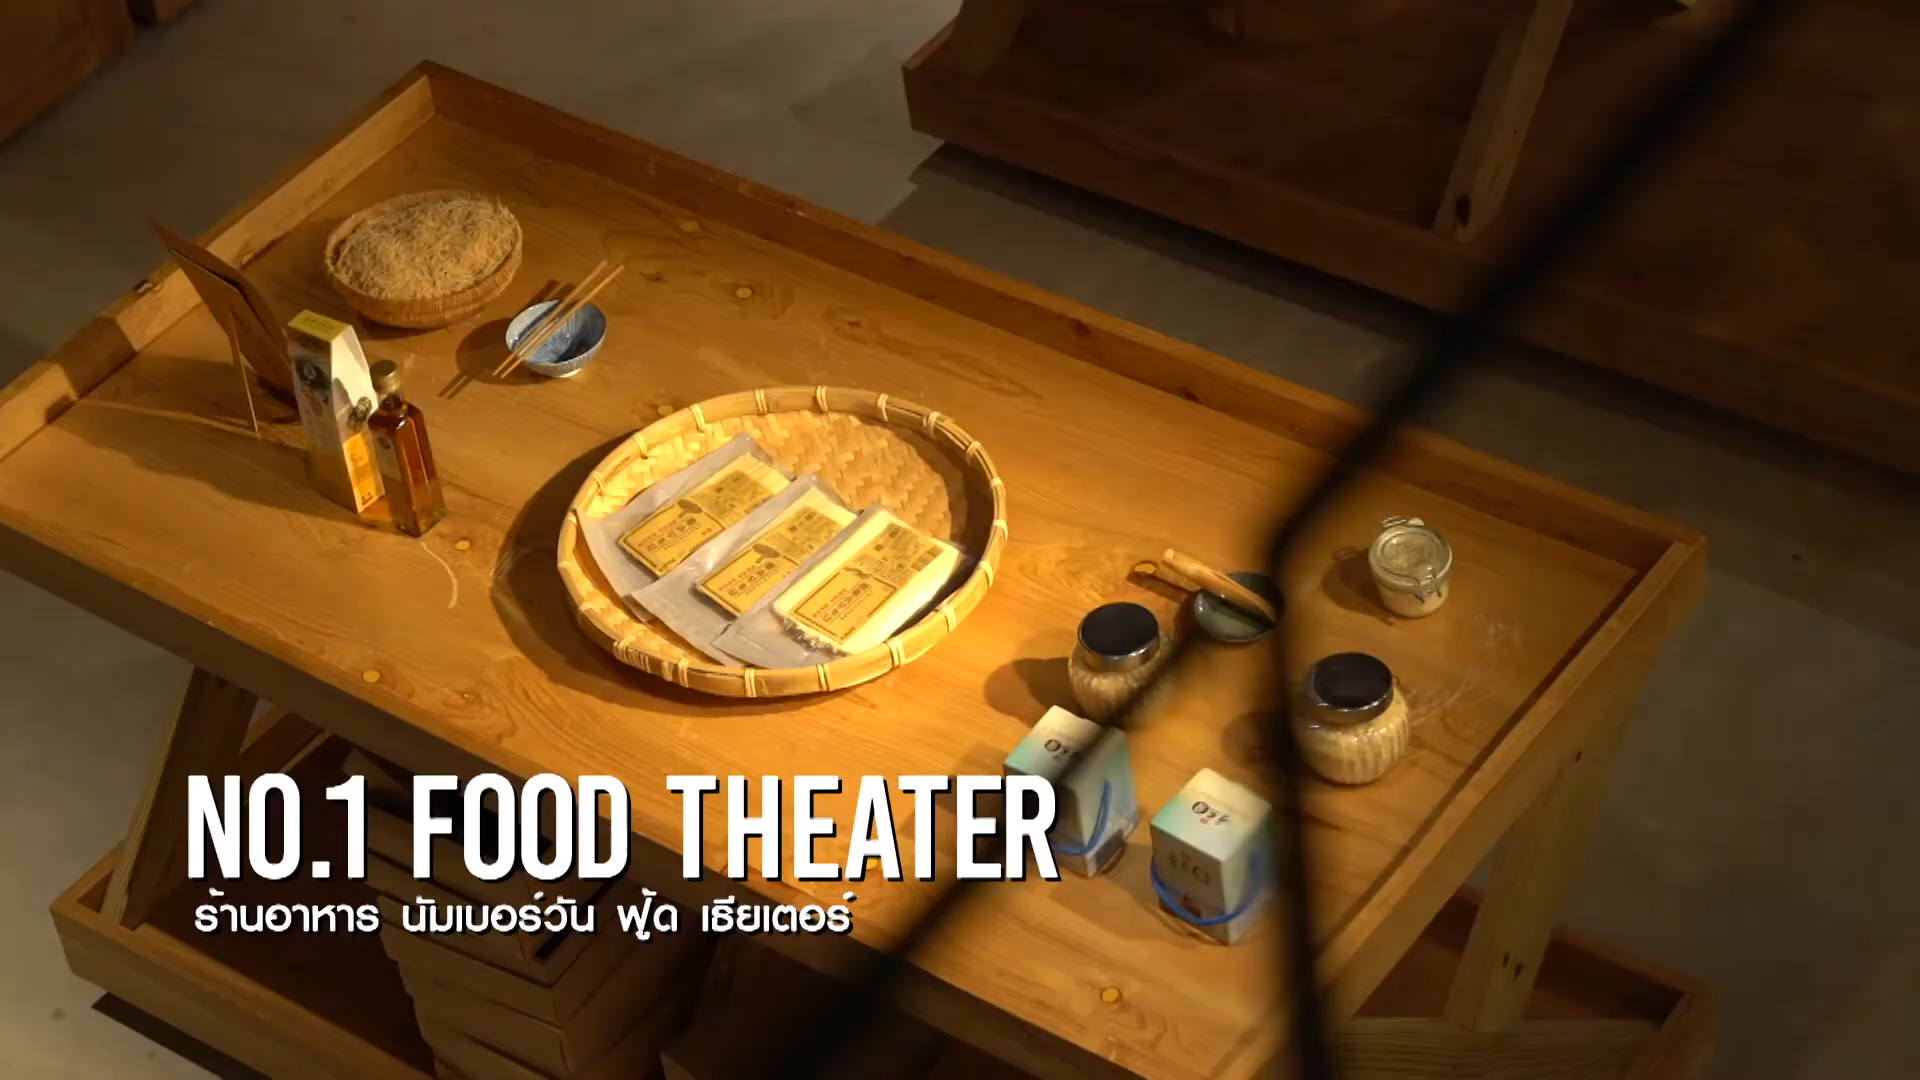 NO.1 FOOD THEATER
ร้านอาหาร นัมเบอร์วัน ฟู้ด เธียเตอร์